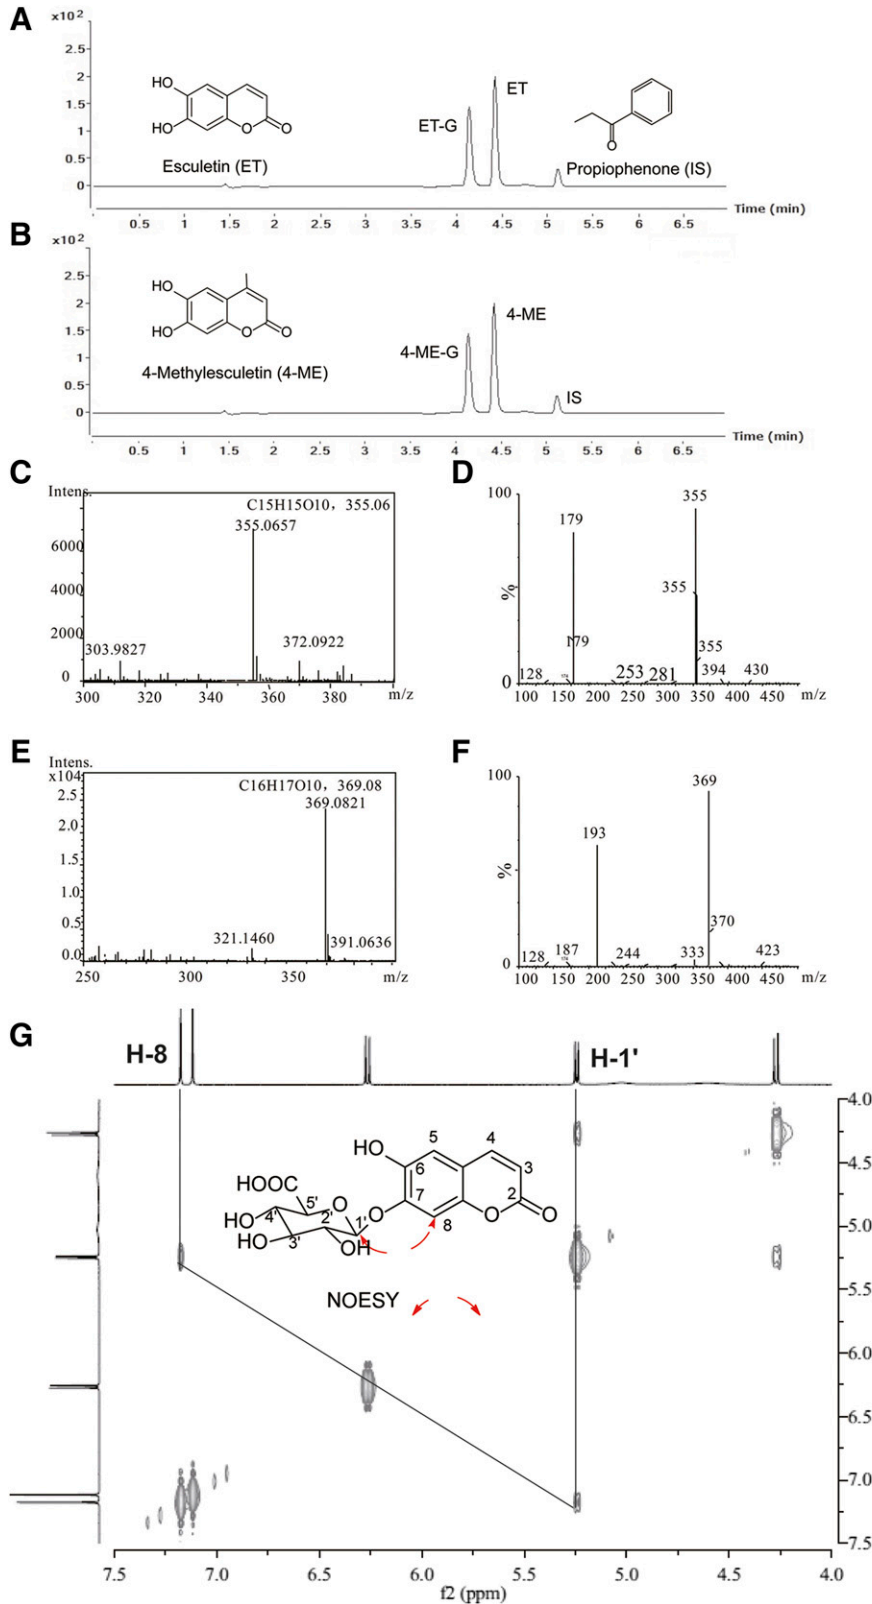 A
x10²
2.5
2
1.5
1
0.5
0
HO
HO
O
O
Esculetin (ET)
ET-G
ET
O
Propiophenone (IS)
0.5 1 1.5 2 2.5 3 3.5 4 4.5 5 5.5 6 6.5
Time (min)
B
x10²
2.5
2
1.5
1
0.5
0
HO
HO
O
O
4-Methylesculetin (4-ME)
4-ME-G
4-ME
IS
0.5 1 1.5 2 2.5 3 3.5 4 4.5 5 5.5 6 6.5
Time (min)
C
Intens.
C15H15O10, 355.06
355.0657
6000
4000
2000
0
303.9827
372.0922
300 320 340 360 380 m/z
D
100
%
0
355
179
355
179
355
128
253
281
394
430
100 150 200 250 300 350 400 450 m/z
E
Intens.
x10⁴
2.5
2.0
1.5
1.0
0.5
0.0
C16H17O10, 369.08
369.0821
321.1460
391.0636
250 300 350 m/z
F
100
%
0
369
193
370
128
187
244
333
423
100 150 200 250 300 350 400 450 m/z
G
H-8
H-1'
HO
5
4
6
3
HOOC
5'
O
7
2
O
4'
2'
1'
O
8
O
HO
HO
3'
OH
NOESY
4.0
4.5
5.0
5.5
6.0
6.5
7.0
7.5
7.5 7.0 6.5 6.0 5.5 5.0 4.5 4.0
f2 (ppm)